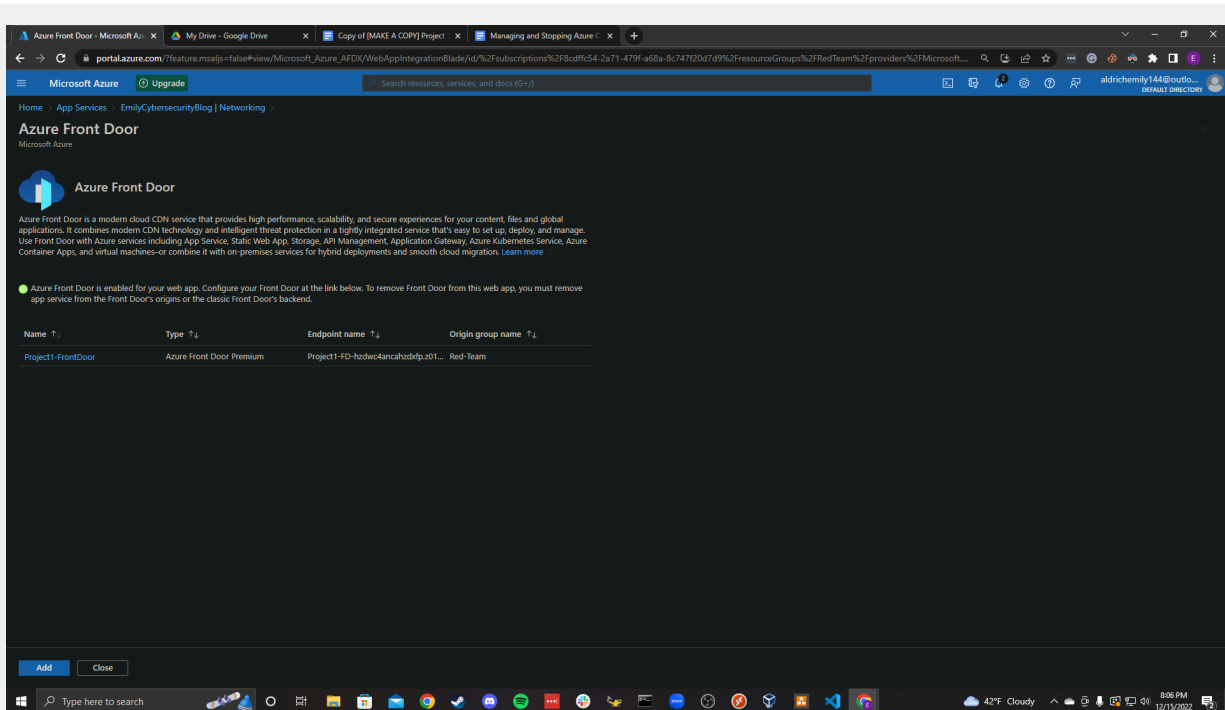 Azure Front Door - Microsoft Az
My Drive - Google Drive
Copy of [MAKE A COPY] Project
Managing and Stopping Azure C
portal.azure.com/?feature.msaljs=false#view/Microsoft_Azure_AFDX/WebAppIntegrationBlade/id/%2Fsubscriptions%2F8cdffc54-2a71-479f-a68a-8c747f20d7d9%2FresourceGroups%2FRedTeam%2Fproviders%2FMicrosoft....
E
Microsoft Azure
Upgrade
Search resources, services, and docs (G+/)
2
aldrichemily144@outlo...
DEFAULT DIRECTORY
Home > App Services > EmilyCybersecurityBlog | Networking >
Azure Front Door
Microsoft Azure
Azure Front Door
Azure Front Door is a modern cloud CDN service that provides high performance, scalability, and secure experiences for your content, files and global
applications. It combines modern CDN technology and intelligent threat protection in a tightly integrated service that's easy to set up, deploy, and manage.
Use Front Door with Azure services including App Service, Static Web App, Storage, API Management, Application Gateway, Azure Kubernetes Service, Azure
Container Apps, and virtual machines–or combine it with on-premises services for hybrid deployments and smooth cloud migration. Learn more
Azure Front Door is enabled for your web app. Configure your Front Door at the link below. To remove Front Door from this web app, you must remove
app service from the Front Door's origins or the classic Front Door's backend.
Name ↑↓ Type ↑↓ Endpoint name ↑↓ Origin group name ↑↓
Project1-FrontDoor Azure Front Door Premium Project1-FD-hzdwc4ancahzdxfp.z01... Red-Team
Add
Close
Type here to search
42°F Cloudy
8:06 PM
12/15/2022